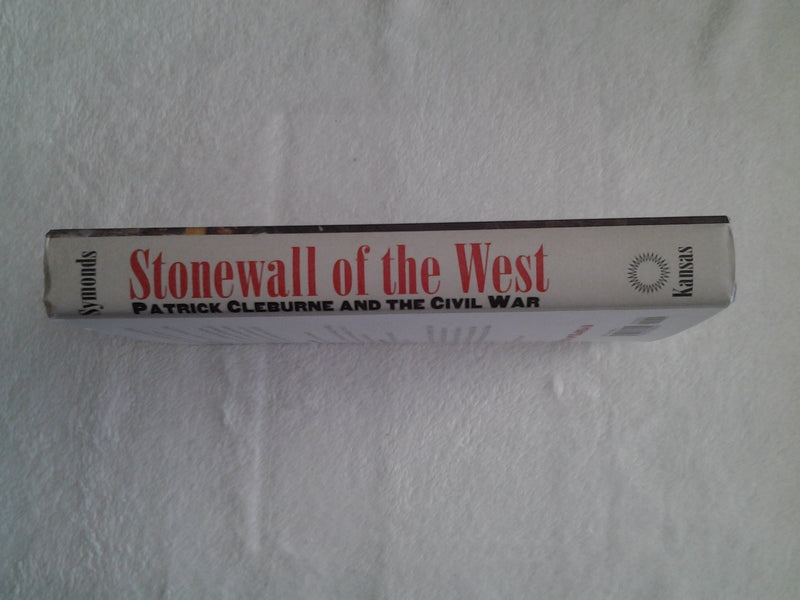 Symonds
Stonewall of the West
PATRICK CLEBURNE AND THE CIVIL WAR
Kansas